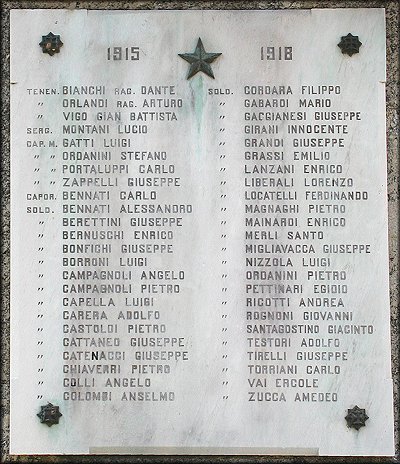 1915 1918
TENEN. BIANCHI RAG. DANTE
" ORLANDI RAG. ARTURO
" VIGO GIAN BATTISTA
SERG. MONTANI LUCIO
CAP. M. GATTI LUIGI
" " ORDANINI STEFANO
" " PORTALUPPI CARLO
" " ZAPPELLI GIUSEPPE
CAPOR. BENNATI CARLO
SOLD. BENNATI ALESSANDRO
" BERETTINI GIUSEPPE
" BERNUSCHI ENRICO
" BONFICHI GIUSEPPE
" BORRONI LUIGI
" CAMPAGNOLI ANGELO
" CAMPAGNOLI PIETRO
" CAPELLA LUIGI
" CARERA ADOLFO
" CASTOLDI PIETRO
" CATTANEO GIUSEPPE
" CATENACCI GIUSEPPE
" CHIAVERRI PIETRO
" COLLI ANGELO
" COLOMBI ANSELMO
SOLD. CORDARA FILIPPO
" GABARDI MARIO
" GACGIANESI GIUSEPPE
" GIRANI INNOCENTE
" GRANDI GIUSEPPE
" GRASSI EMILIO
" LANZANI ENRICO
" LIBERALI LORENZO
" LOCATELLI FERDINANDO
" MAGNAGHI PIETRO
" MAINARDI ENRICO
" MERLI SANTO
" MIGLIAVACCA GIUSEPPE
" NIZZOLA LUIGI
" ORDANINI PIETRO
" PETTINARI EGIDIO
" RICOTTI ANDREA
" ROGNONI GIOVANNI
" SANTAGOSTINO GIACINTO
" TESTORI ADOLFO
" TIRELLI GIUSEPPE
" TORRIANI CARLO
" VAI ERCOLE
" ZUCCA AMEDEO